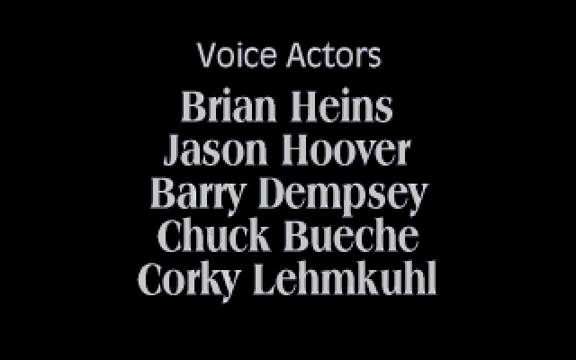 Voice Actors
Brian Heins
Jason Hoover
Barry Dempsey
Chuck Bueche
Corky Lehmkuhl